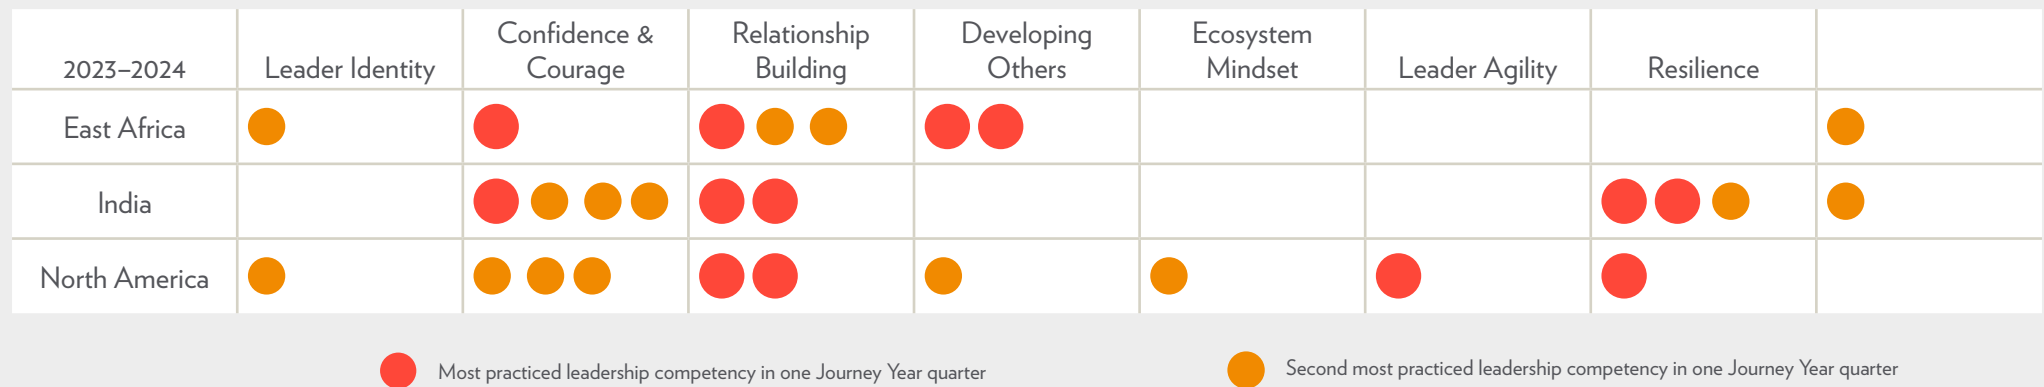 2023–2024
Leader Identity
Confidence &
Courage
Relationship
Building
Developing
Others
Ecosystem
Mindset
Leader Agility
Resilience
East Africa
India
North America
Most practiced leadership competency in one Journey Year quarter
Second most practiced leadership competency in one Journey Year quarter